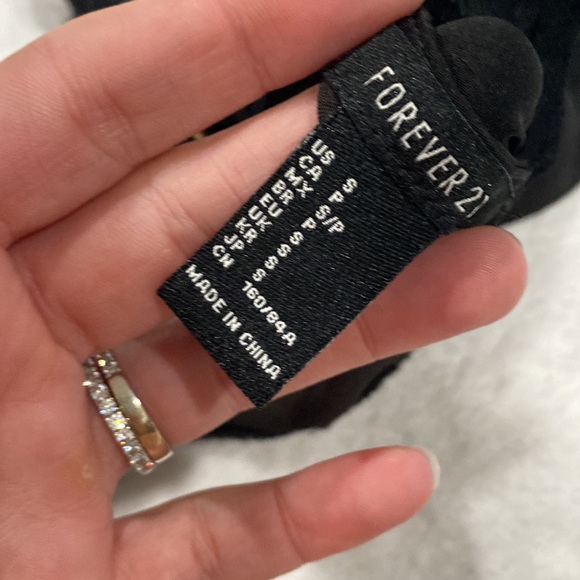 FOREVER 21
US S
CA P
MX S/P
BR P
EU S
UK S
KR S
JP S
CN 160/84A
MADE IN CHINA